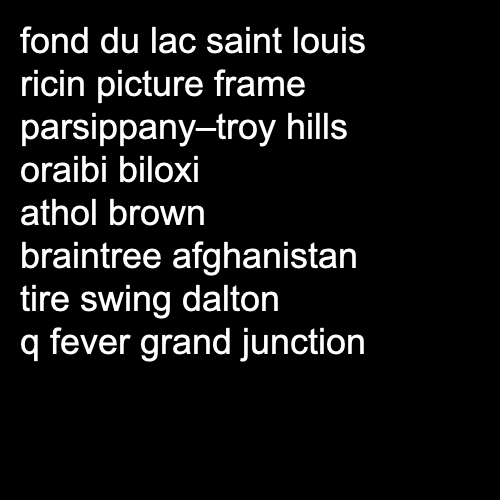 fond du lac saint louis
ricin picture frame
parsippany–troy hills
oraibi biloxi
athol brown
braintree afghanistan
tire swing dalton
q fever grand junction